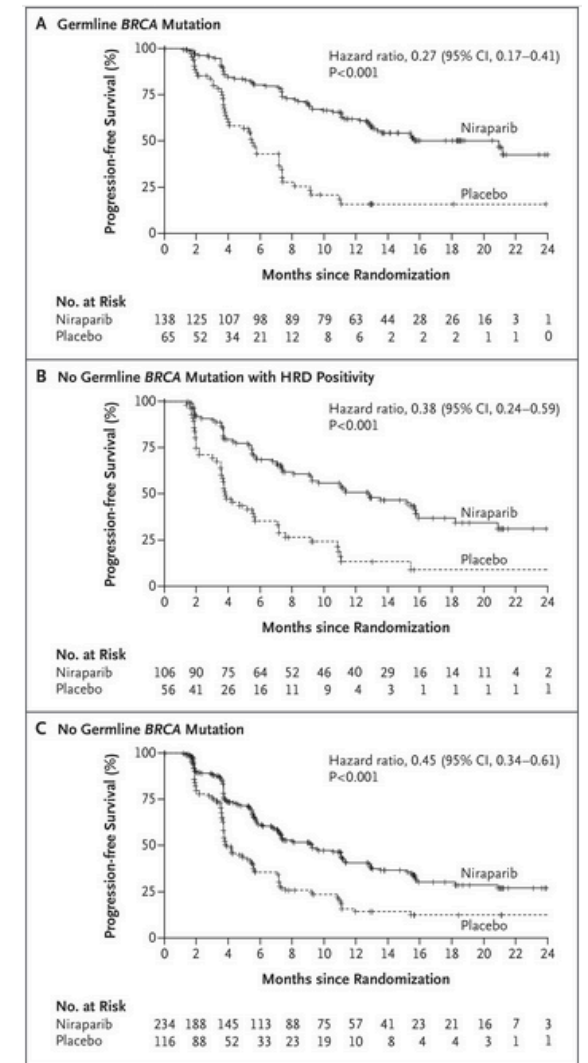 A Germline BRCA Mutation
Progression-free Survival (%)
100
75
50
25
0
Hazard ratio, 0.27 (95% CI, 0.17–0.41)
P<0.001
Niraparib
Placebo
0 2 4 6 8 10 12 14 16 18 20 22 24
Months since Randomization
No. at Risk
Niraparib 138 125 107 98 89 79 63 44 28 26 16 3 1
Placebo 65 52 34 21 12 8 6 2 2 2 1 1 0
B No Germline BRCA Mutation with HRD Positivity
Progression-free Survival (%)
100
75
50
25
0
Hazard ratio, 0.38 (95% CI, 0.24–0.59)
P<0.001
Niraparib
Placebo
0 2 4 6 8 10 12 14 16 18 20 22 24
Months since Randomization
No. at Risk
Niraparib 106 90 75 64 52 46 40 29 16 14 11 4 2
Placebo 56 41 26 16 11 9 4 3 1 1 1 1 1
C No Germline BRCA Mutation
Progression-free Survival (%)
100
75
50
25
0
Hazard ratio, 0.45 (95% CI, 0.34–0.61)
P<0.001
Niraparib
Placebo
0 2 4 6 8 10 12 14 16 18 20 22 24
Months since Randomization
No. at Risk
Niraparib 234 188 145 113 88 75 57 41 23 21 16 7 3
Placebo 116 88 52 33 23 19 10 8 4 4 3 1 1